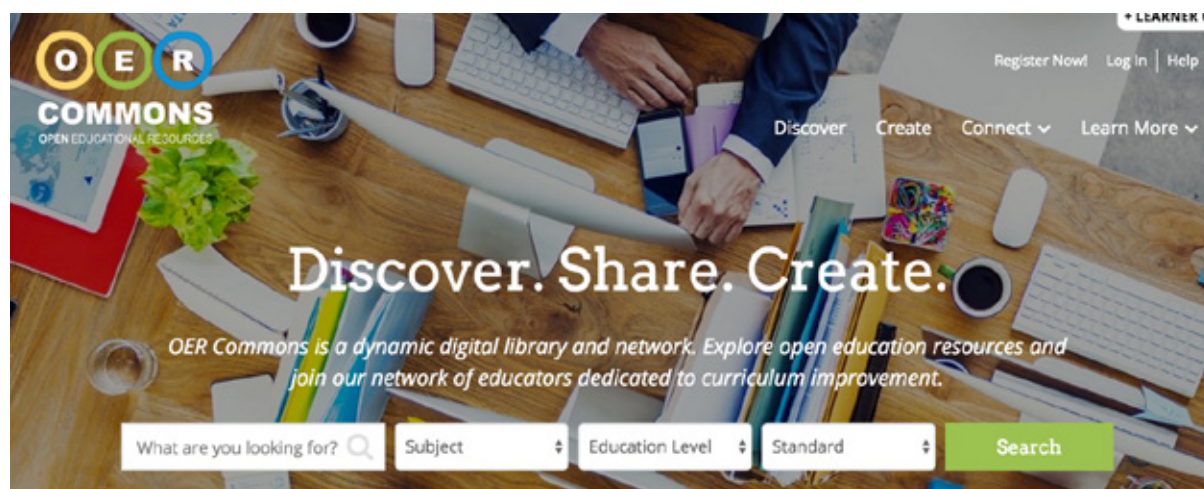 + LEARNER
O E R
COMMONS
OPEN EDUCATIONAL RESOURCES
Register Now! Log In | Help
Discover Create Connect Learn More
Discover. Share. Create.
OER Commons is a dynamic digital library and network. Explore open education resources and
join our network of educators dedicated to curriculum improvement.
What are you looking for? Subject Education Level Standard Search